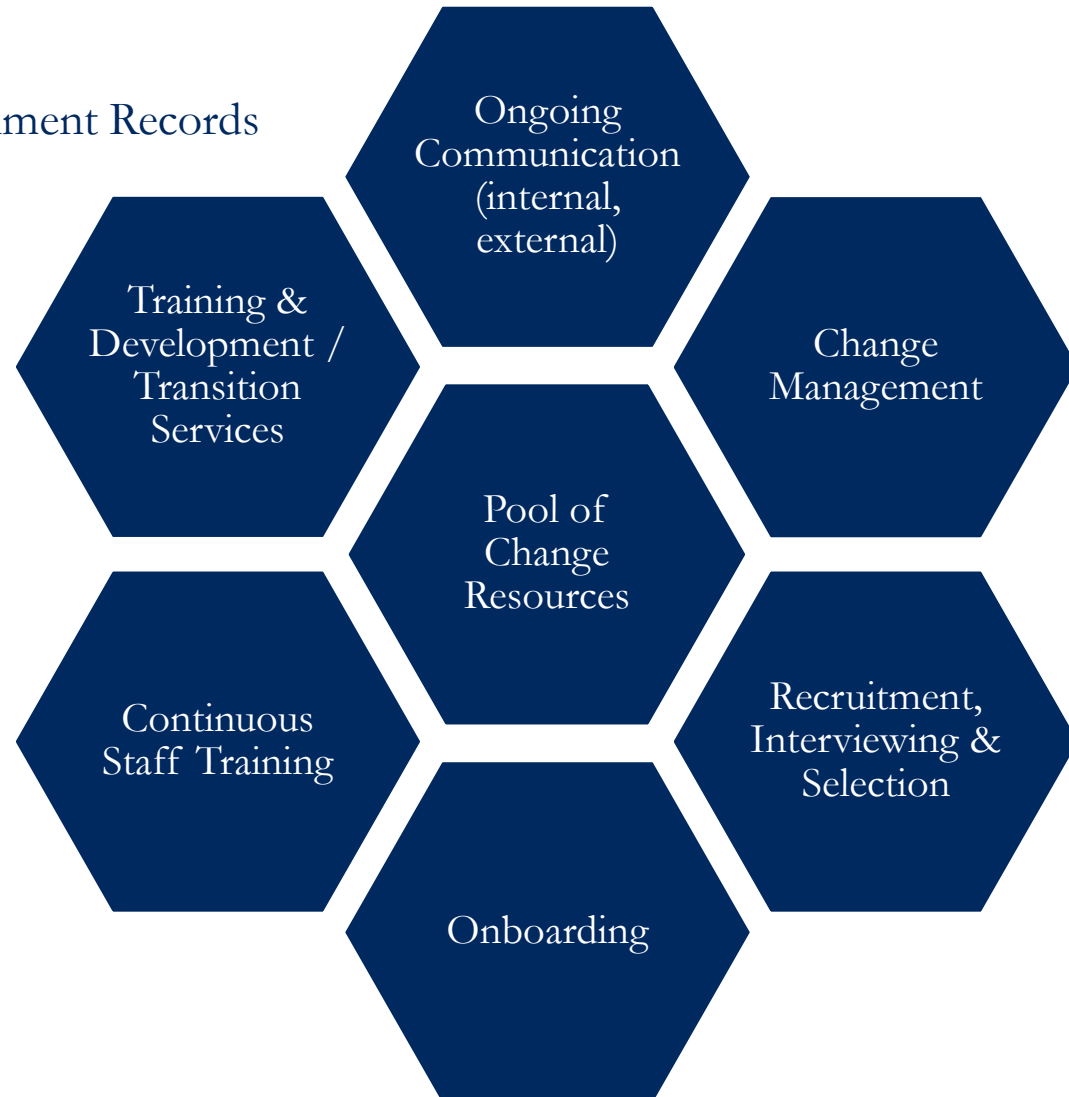 Records
Ongoing
Communication
(internal,
external)
Training &
Development /
Transition
Services
Change
Management
Pool of
Change
Resources
Continuous
Staff Training
Recruitment,
Interviewing &
Selection
Onboarding